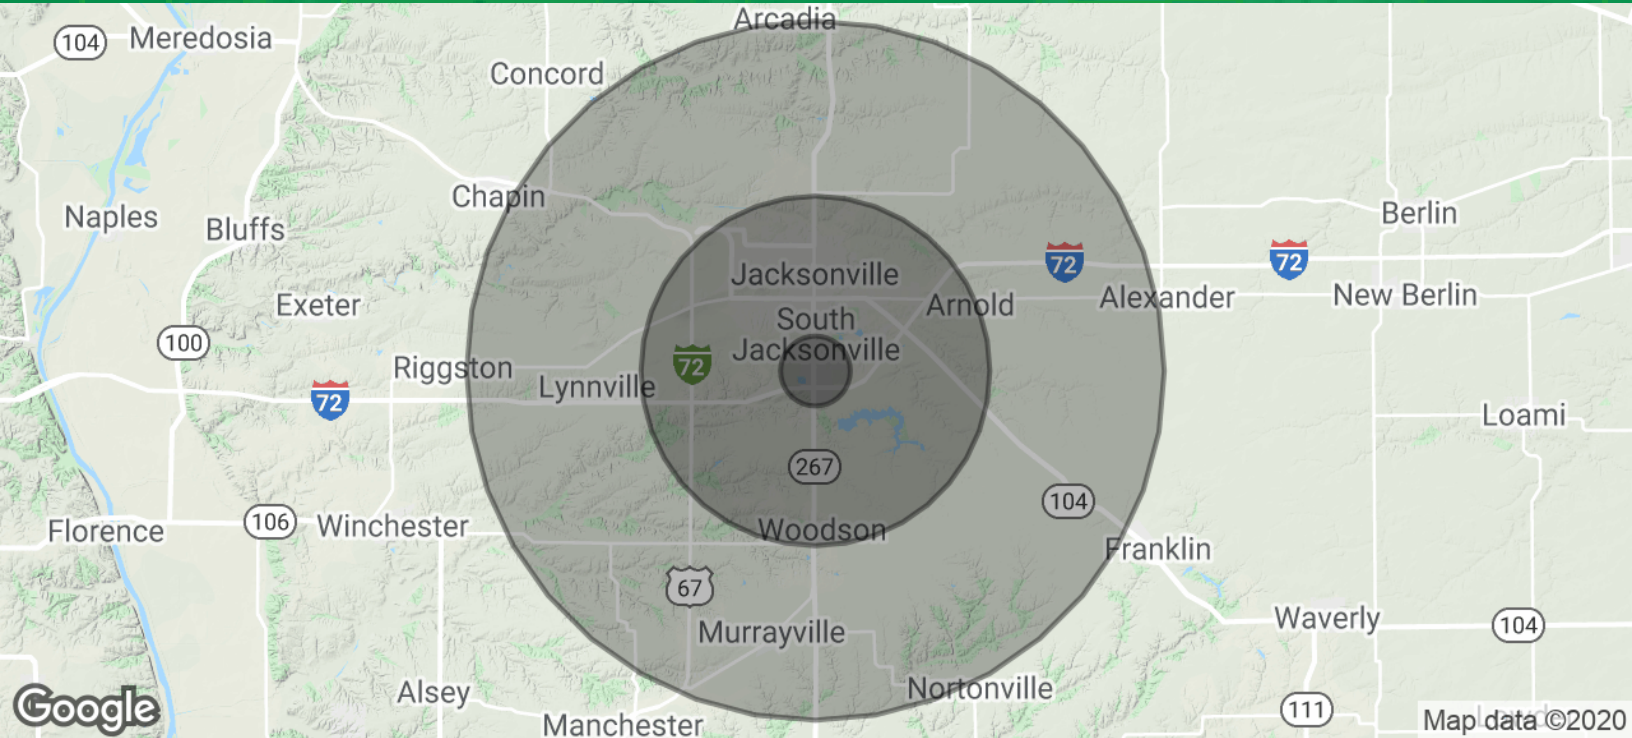 Arcadia
104
Meredosia
Concord
Chapin
Naples
Bluffs
Berlin
72
72
Jacksonville
Exeter
Arnold
Alexander
New Berlin
South
Jacksonville
100
72
Riggston
Lynnville
72
Loami
267
104
106
Winchester
Florence
Woodson
Franklin
67
Murrayville
Waverly
104
Alsey
Nortonville
Manchester
111
Google
Map data ©2020